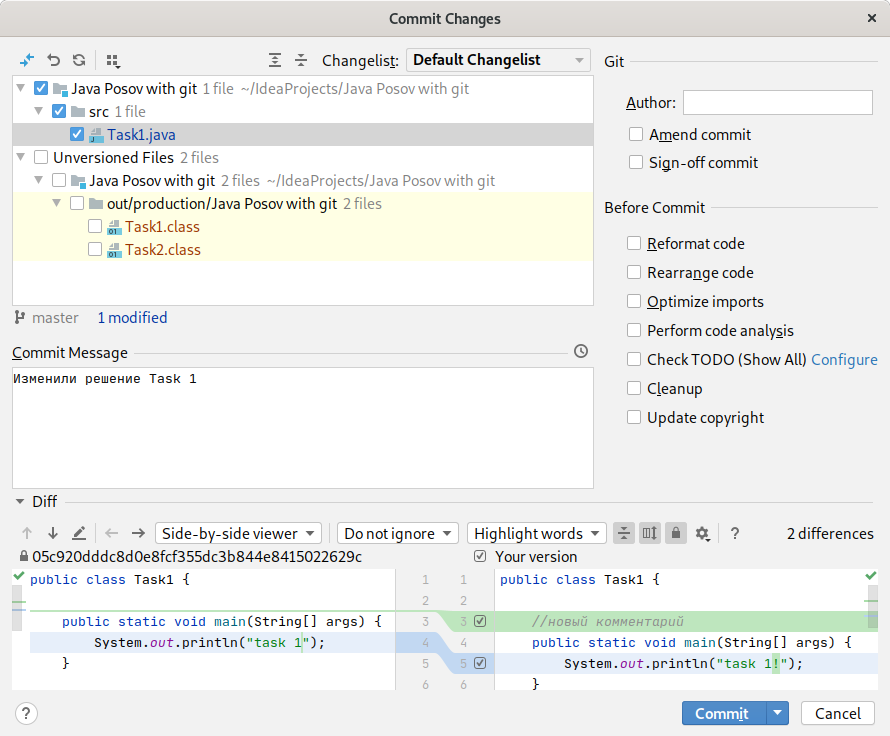 Commit Changes
Changelist: Default Changelist
Java Posov with git 1 file ~/IdeaProjects/Java Posov with git
src 1 file
Task1.java
Unversioned Files 2 files
Java Posov with git 2 files ~/IdeaProjects/Java Posov with git
out/production/Java Posov with git 2 files
Task1.class
Task2.class
master 1 modified
Git
Author:
Amend commit
Sign-off commit
Before Commit
Reformat code
Rearrange code
Optimize imports
Perform code analysis
Check TODO (Show All) Configure
Cleanup
Update copyright
Commit Message
Изменили решение Task 1
Diff
Side-by-side viewer Do not ignore Highlight words ? 2 differences
05c920dddc8d0e8fcf355dc3b844e8415022629c Your version
public class Task1 { 1 1 public class Task1 {
2 2
public static void main(String[] args) { 3 3 //новый комментарий
System.out.println("task 1"); 4 4 public static void main(String[] args) {
} 5 5 System.out.println("task 1!");
6 6 }
? Commit Cancel